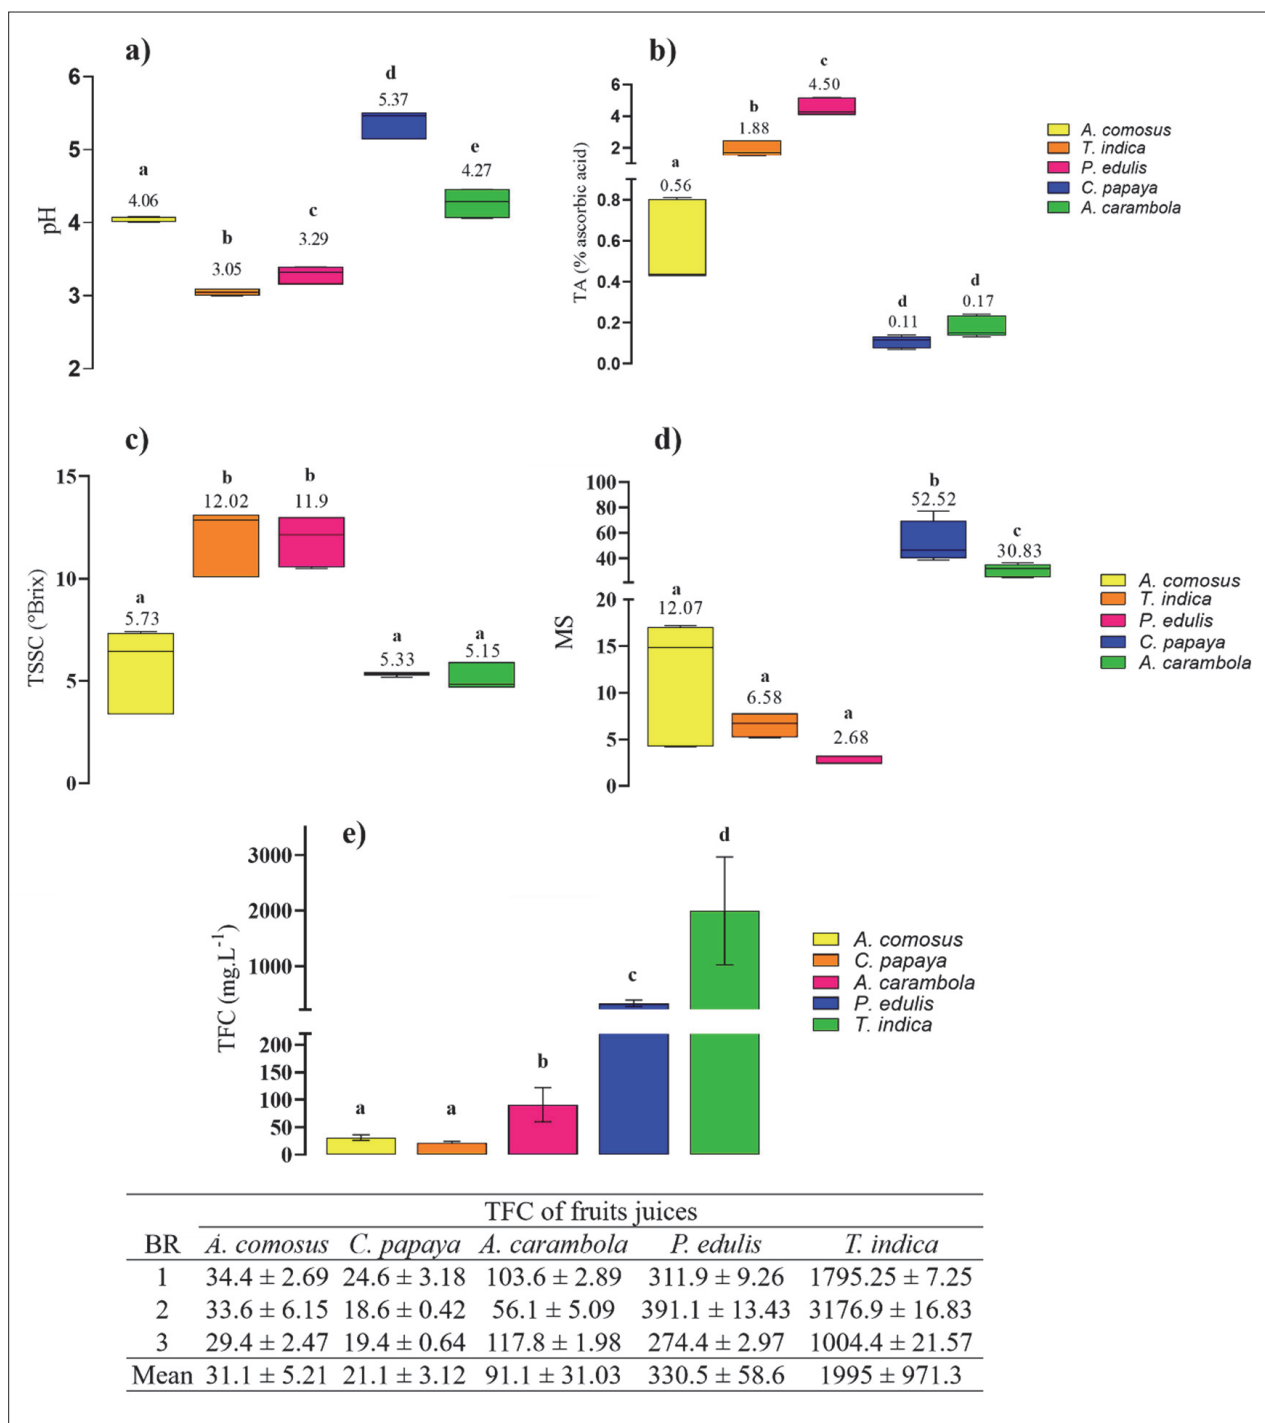 a)
6
5
4
3
2
pH
a
4.06
b
3.05
c
3.29
d
5.37
e
4.27
b)
6
4
2
0.8
0.6
0.4
0.2
0.0
TA (% ascorbic acid)
a
0.56
b
1.88
c
4.50
d
0.11
d
0.17
A. comosus
T. indica
P. edulis
C. papaya
A. carambola
c)
15
10
5
0
TSSC (°Brix)
a
5.73
b
12.02
b
11.9
a
5.33
a
5.15
d)
100
80
60
40
20
15
10
5
0
MS
a
12.07
a
6.58
a
2.68
b
52.52
c
30.83
A. comosus
T. indica
P. edulis
C. papaya
A. carambola
e)
3000
2000
1000
200
150
100
50
0
TFC (mg.L⁻¹)
a
a
b
c
d
A. comosus
C. papaya
A. carambola
P. edulis
T. indica
TFC of fruits juices
BR A. comosus C. papaya A. carambola P. edulis T. indica
1 34.4 ± 2.69 24.6 ± 3.18 103.6 ± 2.89 311.9 ± 9.26 1795.25 ± 7.25
2 33.6 ± 6.15 18.6 ± 0.42 56.1 ± 5.09 391.1 ± 13.43 3176.9 ± 16.83
3 29.4 ± 2.47 19.4 ± 0.64 117.8 ± 1.98 274.4 ± 2.97 1004.4 ± 21.57
Mean 31.1 ± 5.21 21.1 ± 3.12 91.1 ± 31.03 330.5 ± 58.6 1995 ± 971.3